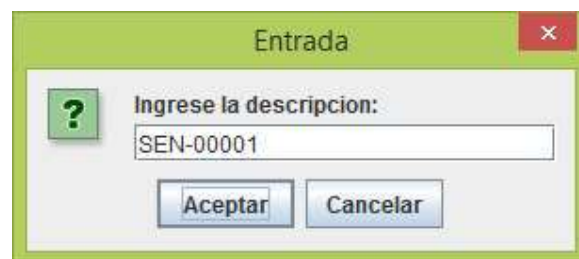 Entrada
Ingrese la descripcion:
SEN-00001
Aceptar
Cancelar